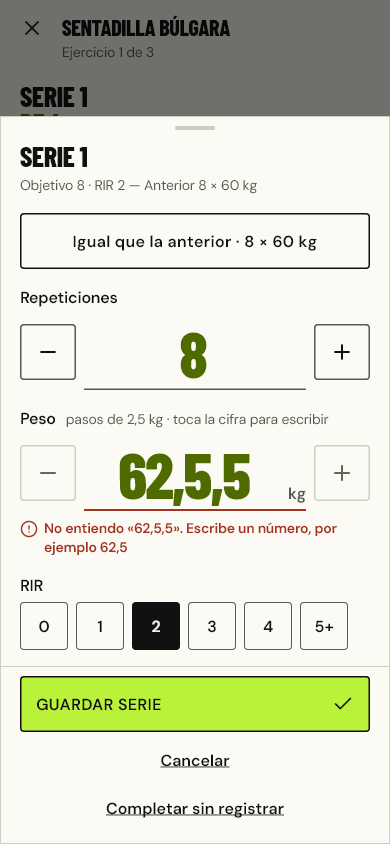 SENTADILLA BÚLGARA
Ejercicio 1 de 3
SERIE 1
SERIE 1
Objetivo 8 · RIR 2 — Anterior 8 × 60 kg
Igual que la anterior · 8 × 60 kg
Repeticiones
− 8 +
Peso pasos de 2,5 kg · toca la cifra para escribir
− 62,5,5 kg +
No entiendo «62,5,5». Escribe un número, por
ejemplo 62,5
RIR
0 1 2 3 4 5+
GUARDAR SERIE
Cancelar
Completar sin registrar